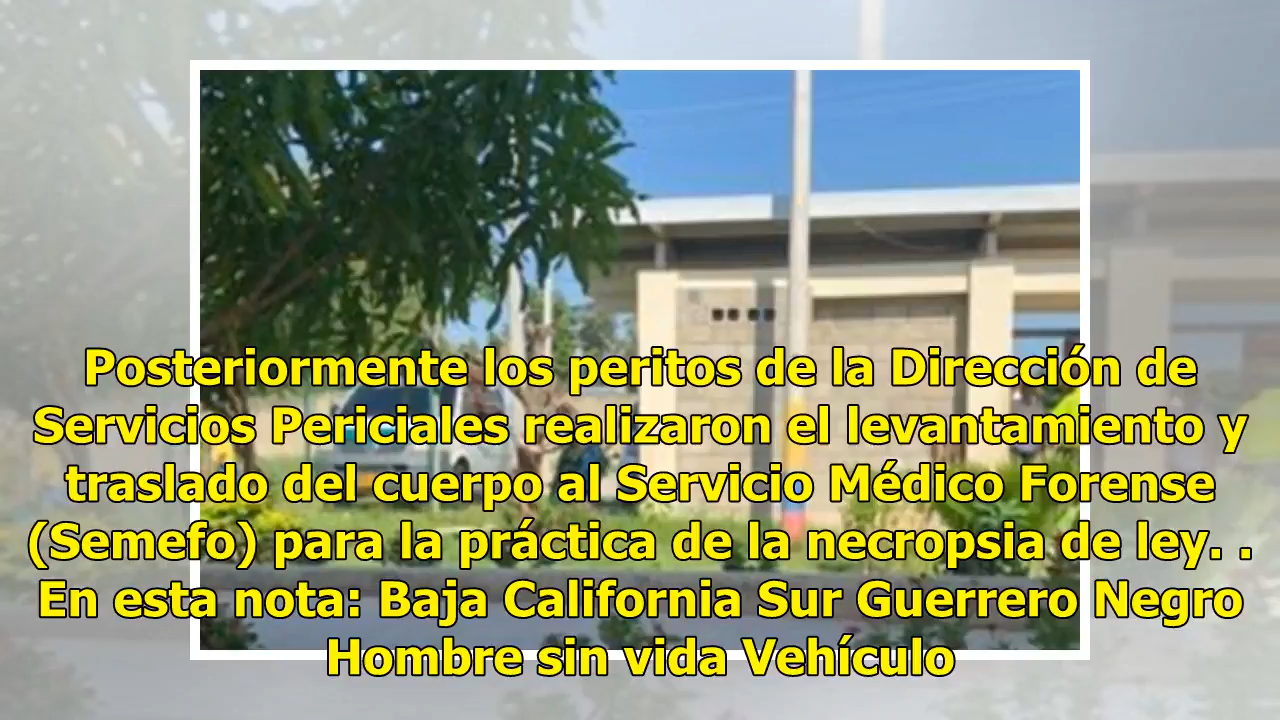 Posteriormente los peritos de la Dirección de
Servicios Periciales realizaron el levantamiento y
traslado del cuerpo al Servicio Médico Forense
(Semefo) para la práctica de la necropsia de ley. .
En esta nota: Baja California Sur Guerrero Negro
Hombre sin vida Vehículo